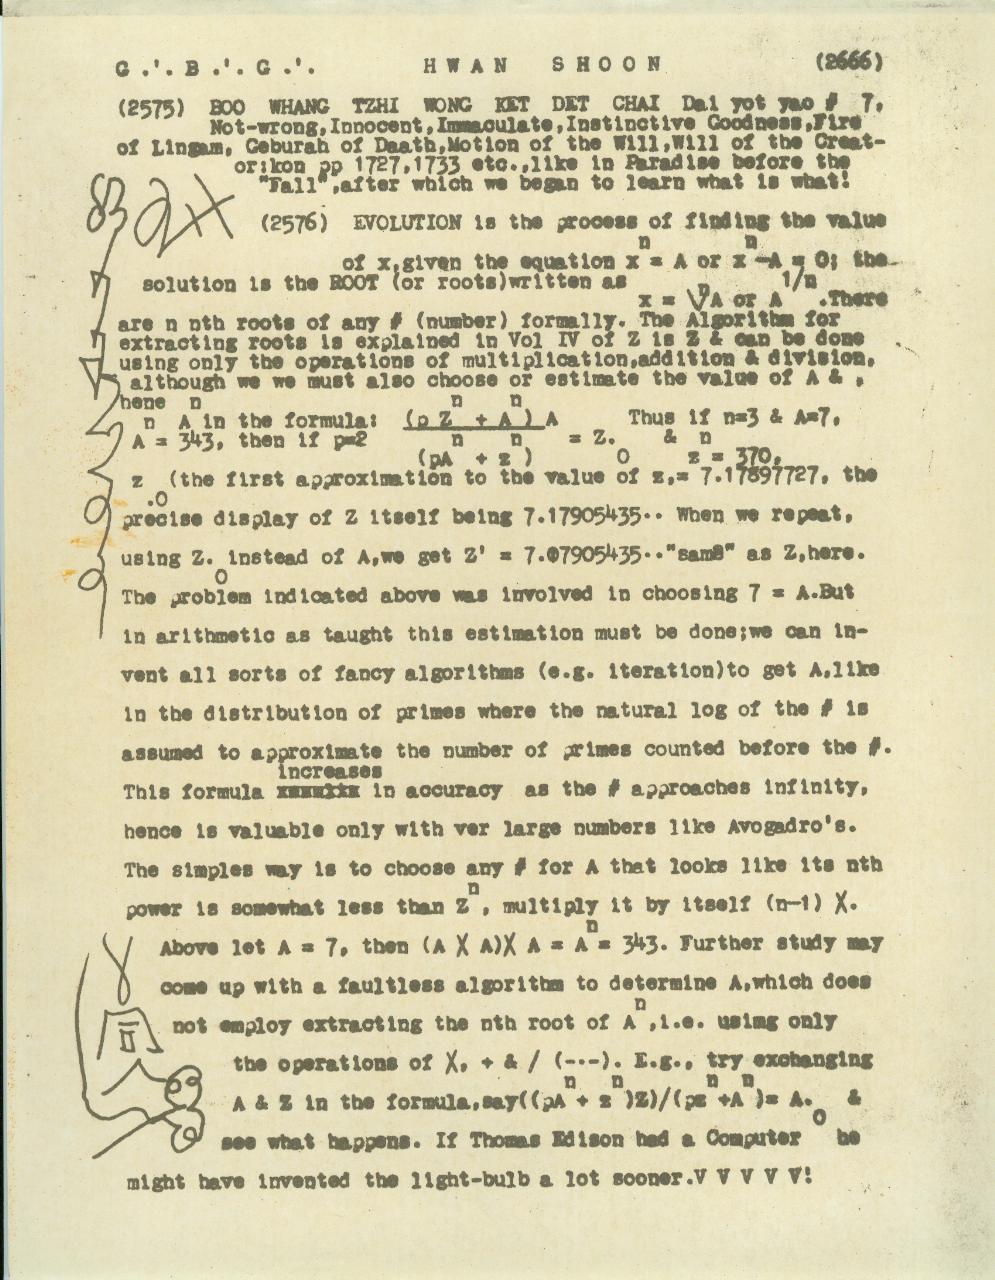 G.'. B.'. G.'. HWAN SHOON (2666)
(2575) BOO WHANG TZHI WONG KET DET CHAI Dai yot yao # 7,
Not-wrong,Innocent,Immaculate,Instinctive Goodness,Fire
of Lingam, Geburah of Daath,Motion of the Will,Will of the Creat-
or:kon pp 1727,1733 etc.,like in Paradise before the
"Fall",after which we began to learn what is what!
(2576) EVOLUTION is the process of finding the value
n n
of x,given the equation x = A or x -A = 0; the
solution is the ROOT (or roots)written as n 1/n
x = √A or A .There
are n nth roots of any # (number) formally. The Algorithm for
extracting roots is explained in Vol IV of Z is Z & can be done
using only the operations of multiplication,addition & division,
although we we must also choose or estimate the value of A & ,
hene n n n
n A in the formula: (p Z + A ) A Thus if n=3 & A=7,
A = 343, then if p=2 n n = Z. & n
(pA + z ) 0 z = 370,
z (the first approximation to the value of z,= 7.17897727, the
.0
precise display of Z itself being 7.17905435.. When we repeat,
using Z. instead of A,we get Z' = 7.07905435.."sam8" as Z,here.
0
The problem indicated above was involved in choosing 7 = A.But
in arithmetic as taught this estimation must be done;we can in-
vent all sorts of fancy algorithms (e.g. iteration)to get A,like
in the distribution of primes where the natural log of the # is
assumed to approximate the number of primes counted before the #.
increases
This formula in accuracy as the # approaches infinity,
hence is valuable only with ver large numbers like Avogadro's.
The simples way is to choose any # for A that looks like its nth
n
power is somewhat less than Z , multiply it by itself (n-1) X.
n
Above let A = 7, then (A X A)X A = A = 343. Further study may
come up with a faultless algorithm to determine A,which does
n
not employ extracting the nth root of A ,i.e. using only
the operations of X, + & / (-.-). E.g., try exchanging
n n n n
A & Z in the formula,say((pA + z )Z)/(pz +A )= A. &
0
see what happens. If Thomas Edison had a Computer he
might have invented the light-bulb a lot sooner.V V V V V!